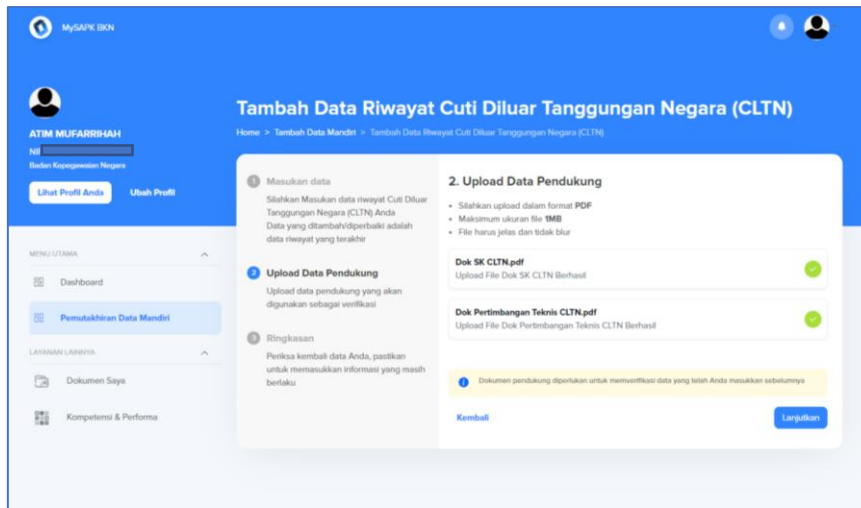 MySAPK BKN
ATIM MUFARRIHAH
Badan Kepegawaian Negara
Lihat Profil Anda
Ubah Profil
MENU UTAMA
Dashboard
Pemutakhiran Data Mandiri
LAYANAN LAINNYA
Dokumen Saya
Kompetensi & Performa
Tambah Data Riwayat Cuti Diluar Tanggungan Negara (CLTN)
Home > Tambah Data Mandiri > Tambah Data Riwayat Cuti Diluar Tanggungan Negara (CLTN)
1 Masukan data
Silahkan Masukan data riwayat Cuti Diluar
Tanggungan Negara (CLTN) Anda
Data yang ditambah/diperbaiki adalah
data riwayat yang terakhir
2 Upload Data Pendukung
Upload data pendukung yang akan
digunakan sebagai verifikasi
3 Ringkasan
Periksa kembali data Anda, pastikan
untuk memasukkan informasi yang masih
berlaku
2. Upload Data Pendukung
• Silahkan upload dalam format PDF
• Maksimum ukuran file 1MB
• File harus jelas dan tidak blur
Dok SK CLTN.pdf
Upload File Dok SK CLTN Berhasil
Dok Pertimbangan Teknis CLTN.pdf
Upload File Dok Pertimbangan Teknis CLTN Berhasil
Dokumen pendukung diperlukan untuk memverifikasi data yang telah Anda masukkan sebelumnya
Kembali
Lanjutkan